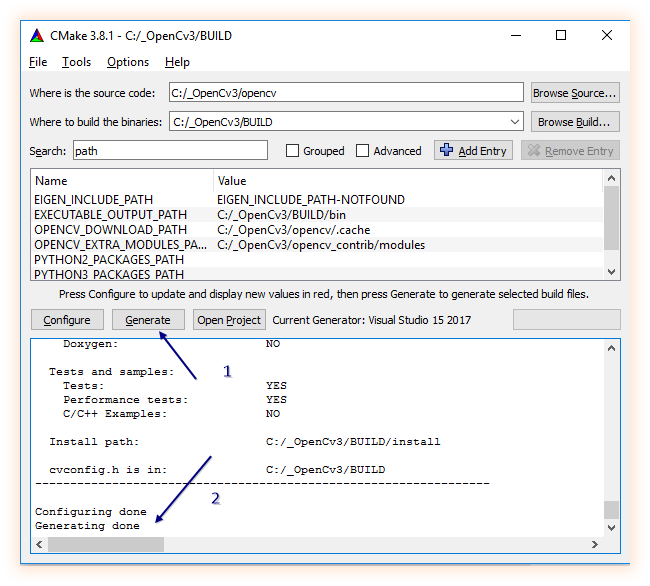 CMake 3.8.1 - C:/_OpenCv3/BUILD
File Tools Options Help
Where is the source code: C:/_OpenCv3/opencv Browse Source...
Where to build the binaries: C:/_OpenCv3/BUILD Browse Build...
Search: path Grouped Advanced Add Entry Remove Entry
Name Value
EIGEN_INCLUDE_PATH EIGEN_INCLUDE_PATH-NOTFOUND
EXECUTABLE_OUTPUT_PATH C:/_OpenCv3/BUILD/bin
OPENCV_DOWNLOAD_PATH C:/_OpenCv3/opencv/.cache
OPENCV_EXTRA_MODULES_PA... C:/_OpenCv3/opencv_contrib/modules
PYTHON2_PACKAGES_PATH
PYTHON3_PACKAGES_PATH
Press Configure to update and display new values in red, then press Generate to generate selected build files.
Configure Generate Open Project Current Generator: Visual Studio 15 2017
Doxygen: NO
1
Tests and samples:
Tests: YES
Performance tests: YES
C/C++ Examples: NO
Install path: C:/_OpenCv3/BUILD/install
cvconfig.h is in: C:/_OpenCv3/BUILD
-----------------------------------------------------------------
2
Configuring done
Generating done